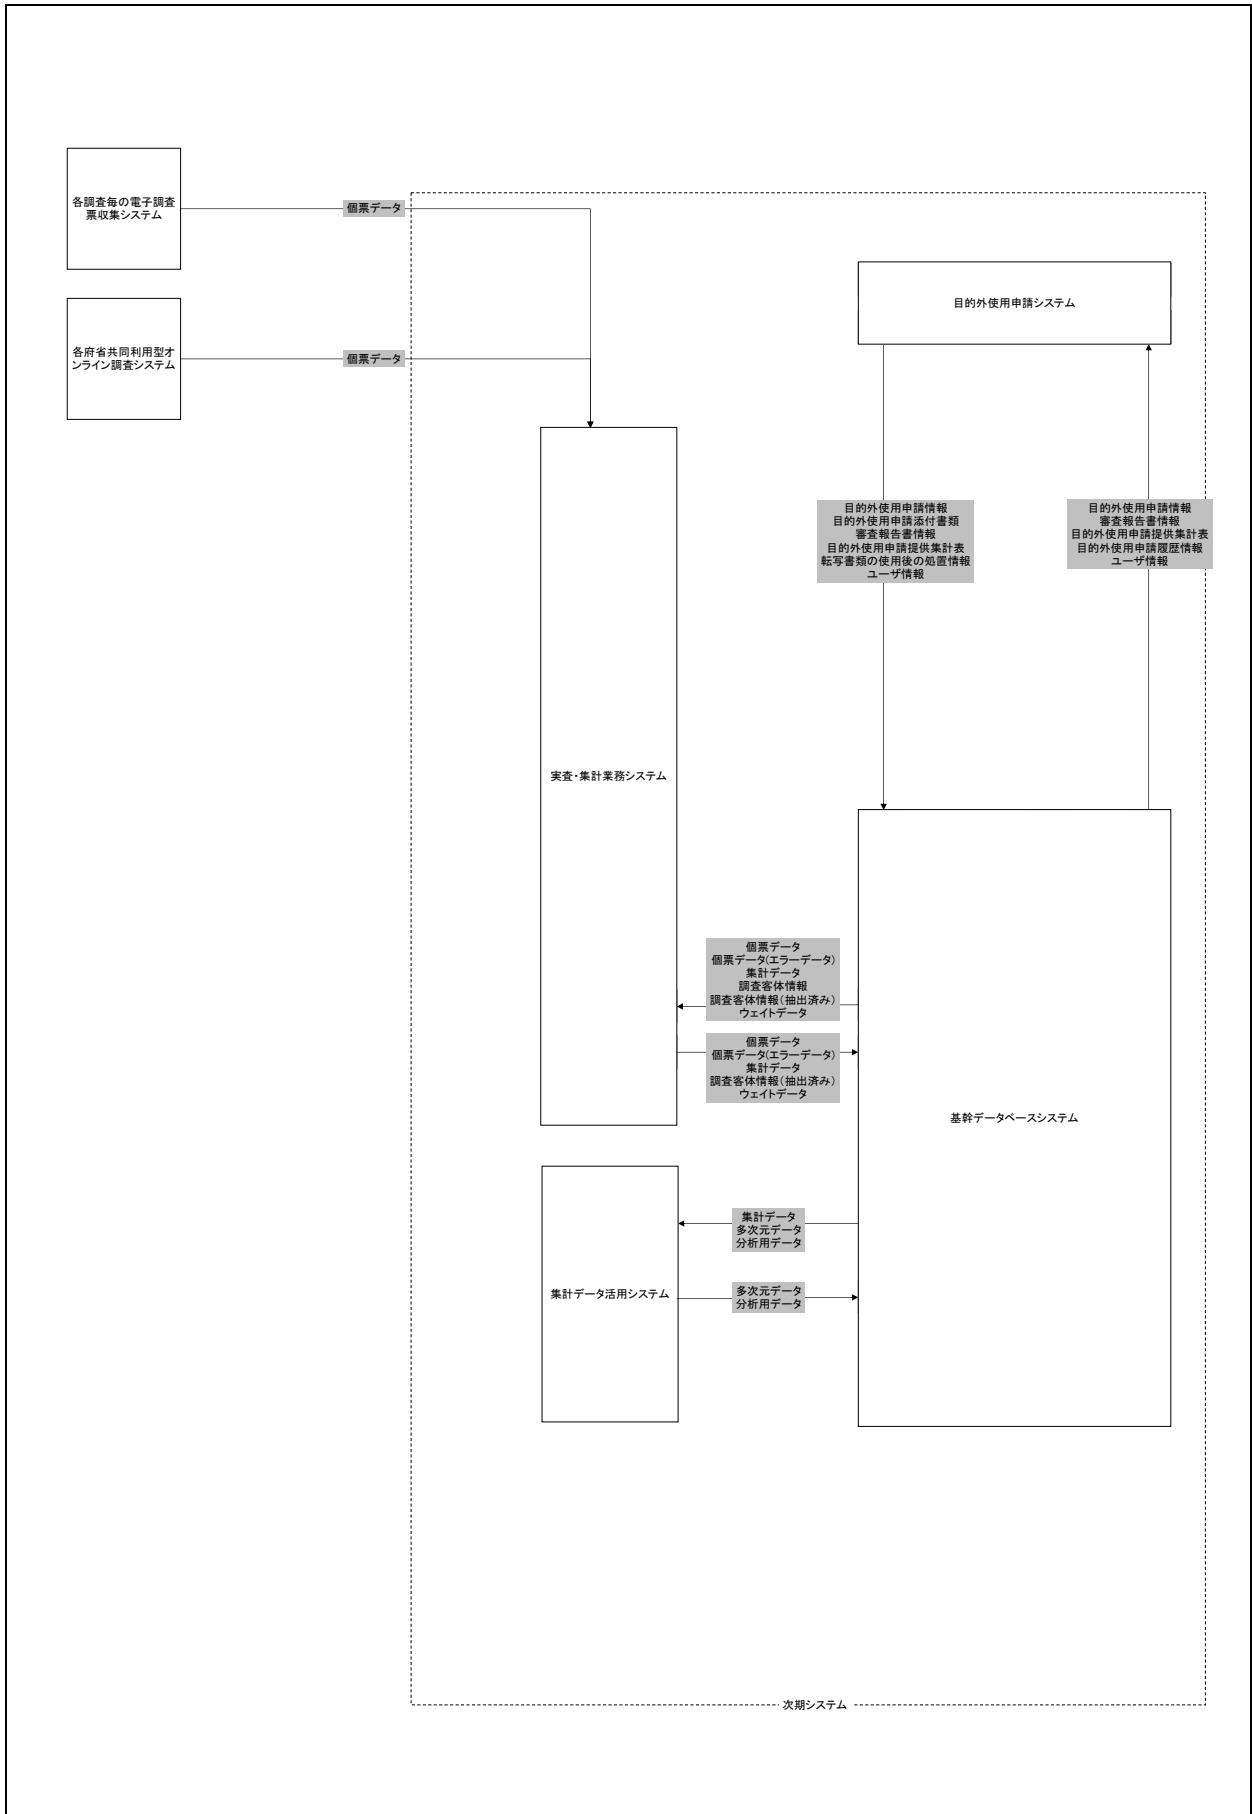 各調査毎の電子調査
票収集システム
個票データ
各府省共同利用型オ
ンライン調査システム
個票データ
目的外使用申請システム
目的外使用申請情報
目的外使用申請添付書類
審査報告書情報
目的外使用申請提供集計表
転写書類の使用後の処置情報
ユーザ情報
目的外使用申請情報
審査報告書情報
目的外使用申請提供集計表
目的外使用申請履歴情報
ユーザ情報
実査・集計業務システム
個票データ
個票データ(エラーデータ)
集計データ
調査客体情報
調査客体情報(抽出済み)
ウェイトデータ
個票データ
個票データ(エラーデータ)
集計データ
調査客体情報(抽出済み)
ウェイトデータ
基幹データベースシステム
集計データ
多次元データ
分析用データ
集計データ活用システム
多次元データ
分析用データ
次期システム